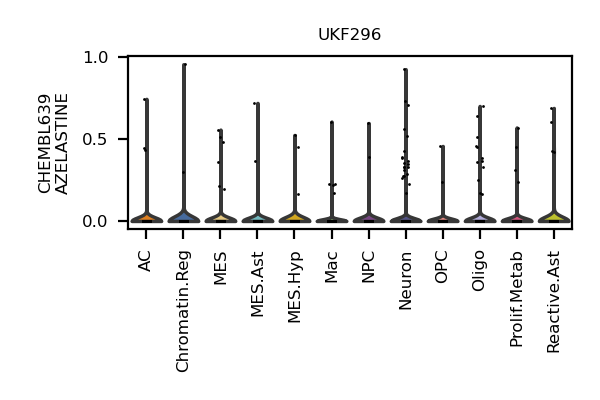 UKF296
CHEMBL639
AZELASTINE
1.0
0.5
0.0
AC
Chromatin.Reg
MES
MES.Ast
MES.Hyp
Mac
NPC
Neuron
OPC
Oligo
Prolif.Metab
Reactive.Ast